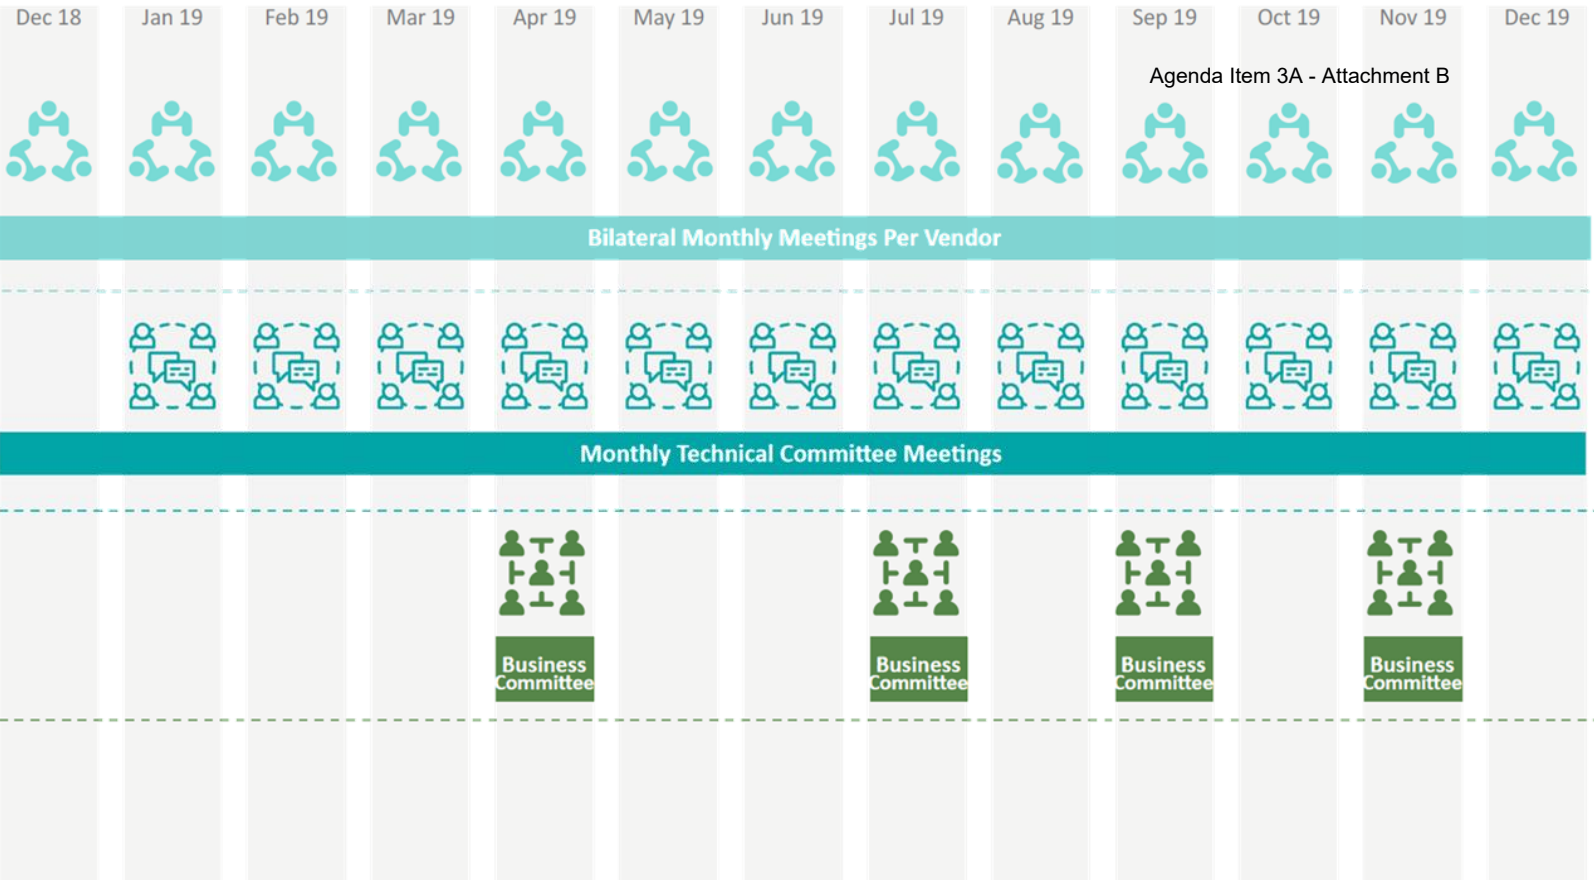 Dec 18 Jan 19 Feb 19 Mar 19 Apr 19 May 19 Jun 19 Jul 19 Aug 19 Sep 19 Oct 19 Nov 19 Dec 19
Agenda Item 3A - Attachment B
Bilateral Monthly Meetings Per Vendor
Monthly Technical Committee Meetings
Business Business Business Business
Committee Committee Committee Committee